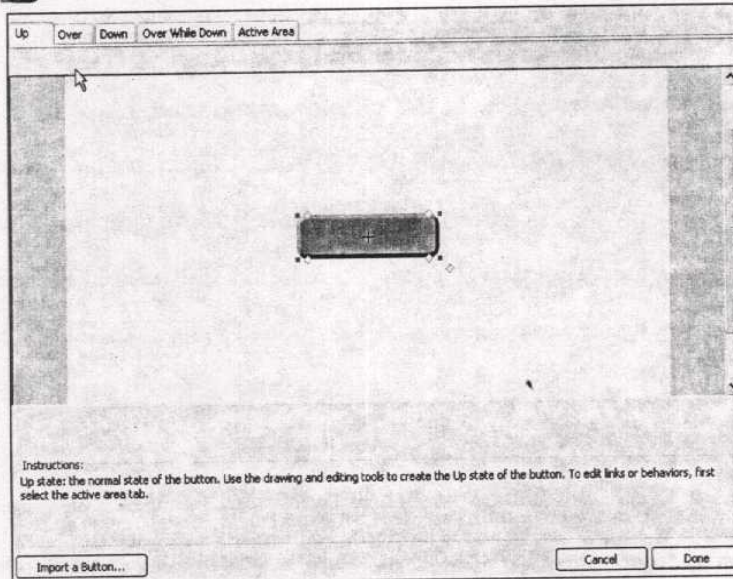 Up Over Down Over While Down Active Area
Instructions:
Up state: the normal state of the button. Use the drawing and editing tools to create the Up state of the button. To edit links or behaviors, first
select the active area tab.
Import a Button... Cancel Done